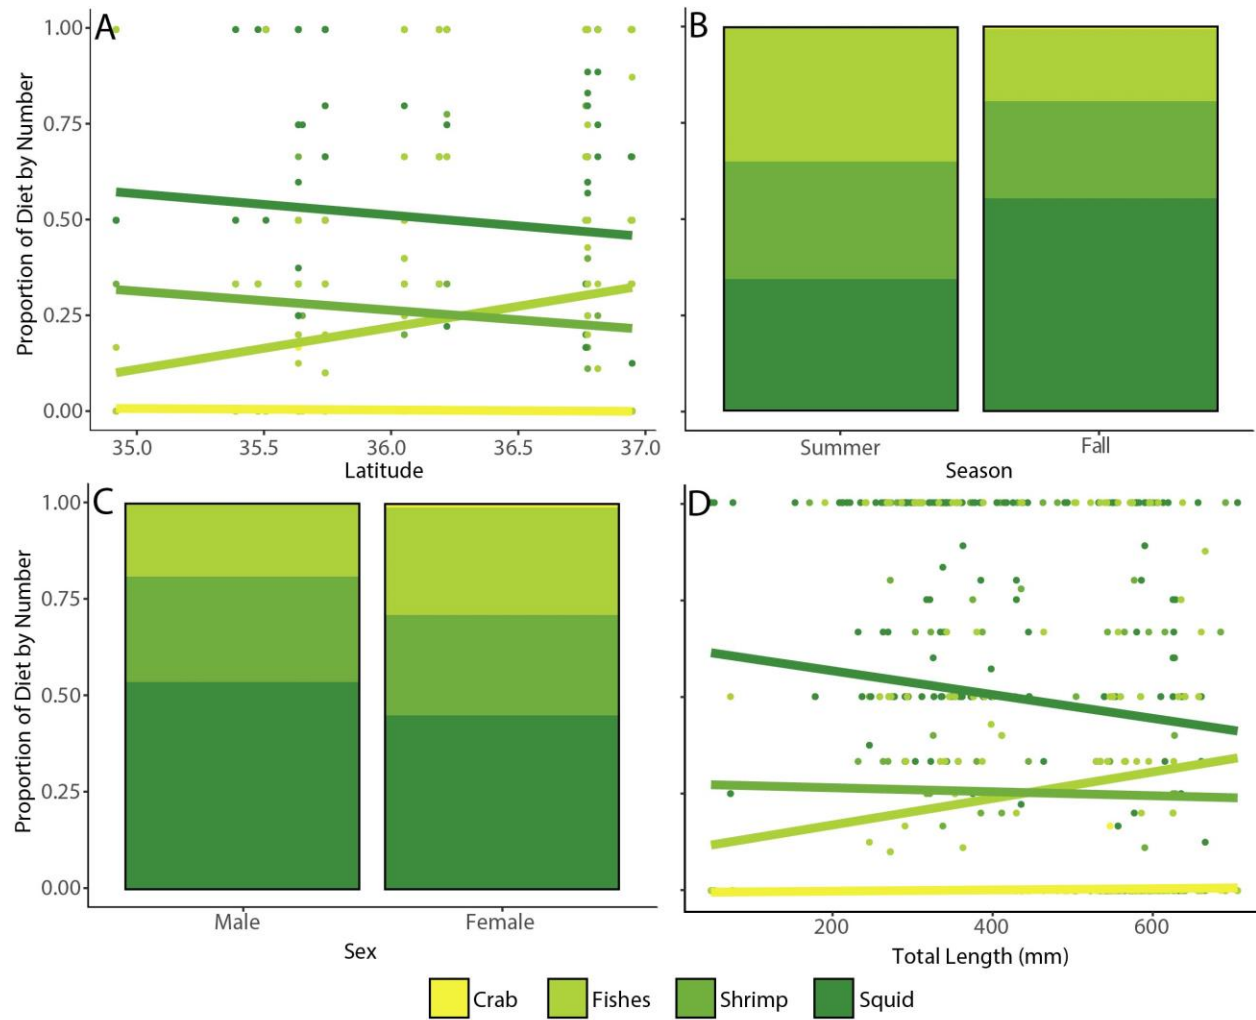 A
Proportion of Diet by Number
1.00
0.75
0.50
0.25
0.00
35.0 35.5 36.0 36.5 37.0
Latitude
B
Summer Fall
Season
C
Proportion of Diet by Number
1.00
0.75
0.50
0.25
0.00
Male Female
Sex
D
200 400 600
Total Length (mm)
Crab Fishes Shrimp Squid